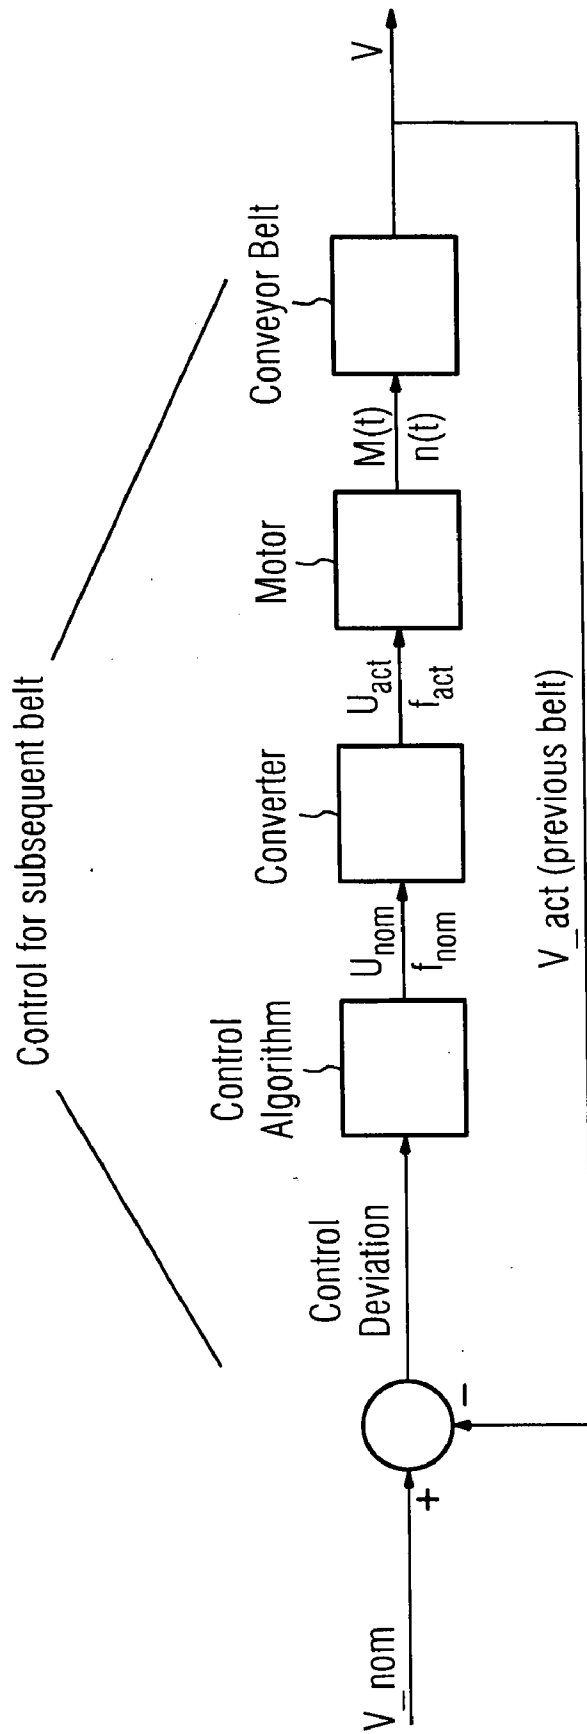 Control for subsequent belt
V_nom
+
−
Control
Deviation
Control
Algorithm
U_nom
f_nom
Converter
U_act
f_act
Motor
M(t)
n(t)
Conveyor Belt
V
V_act (previous belt)